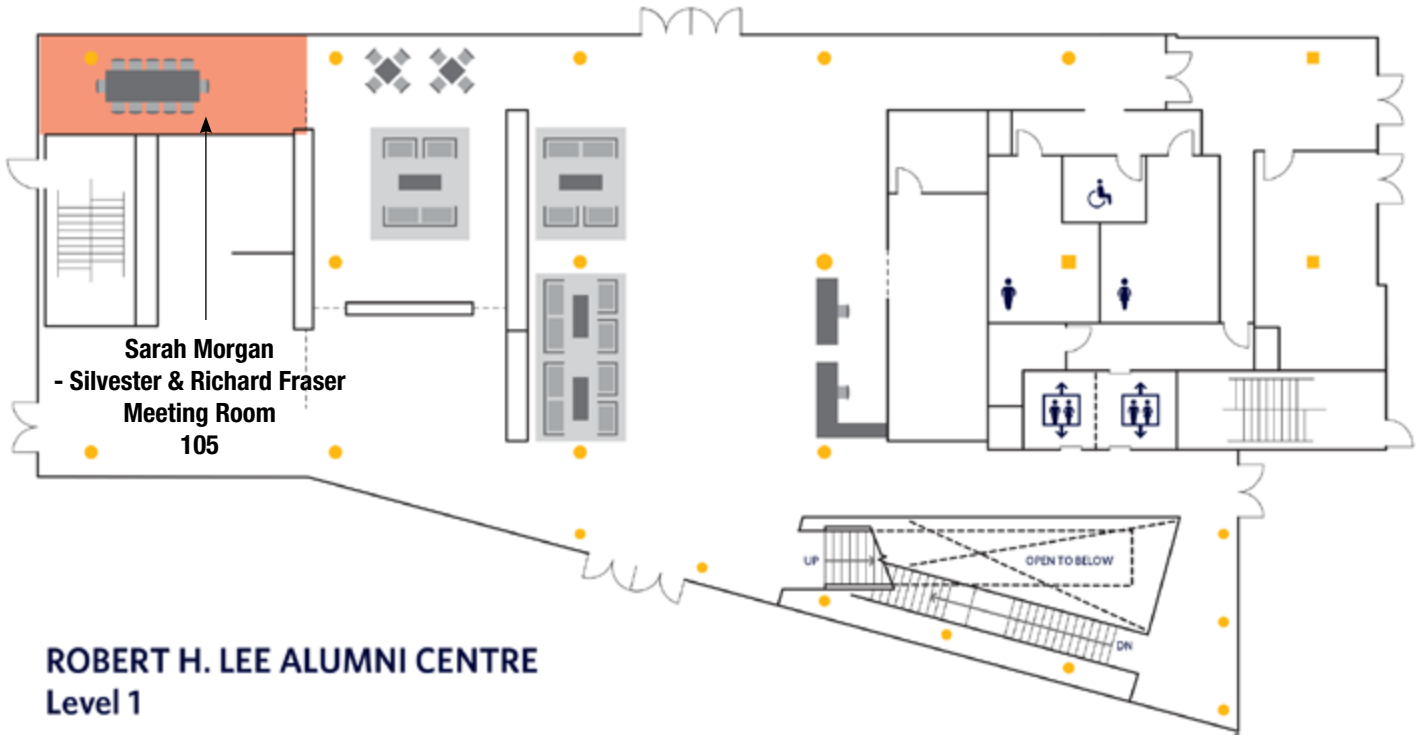 Sarah Morgan
- Silvester & Richard Fraser
Meeting Room
105
UP
OPEN TO BELOW
DN
ROBERT H. LEE ALUMNI CENTRE
Level 1